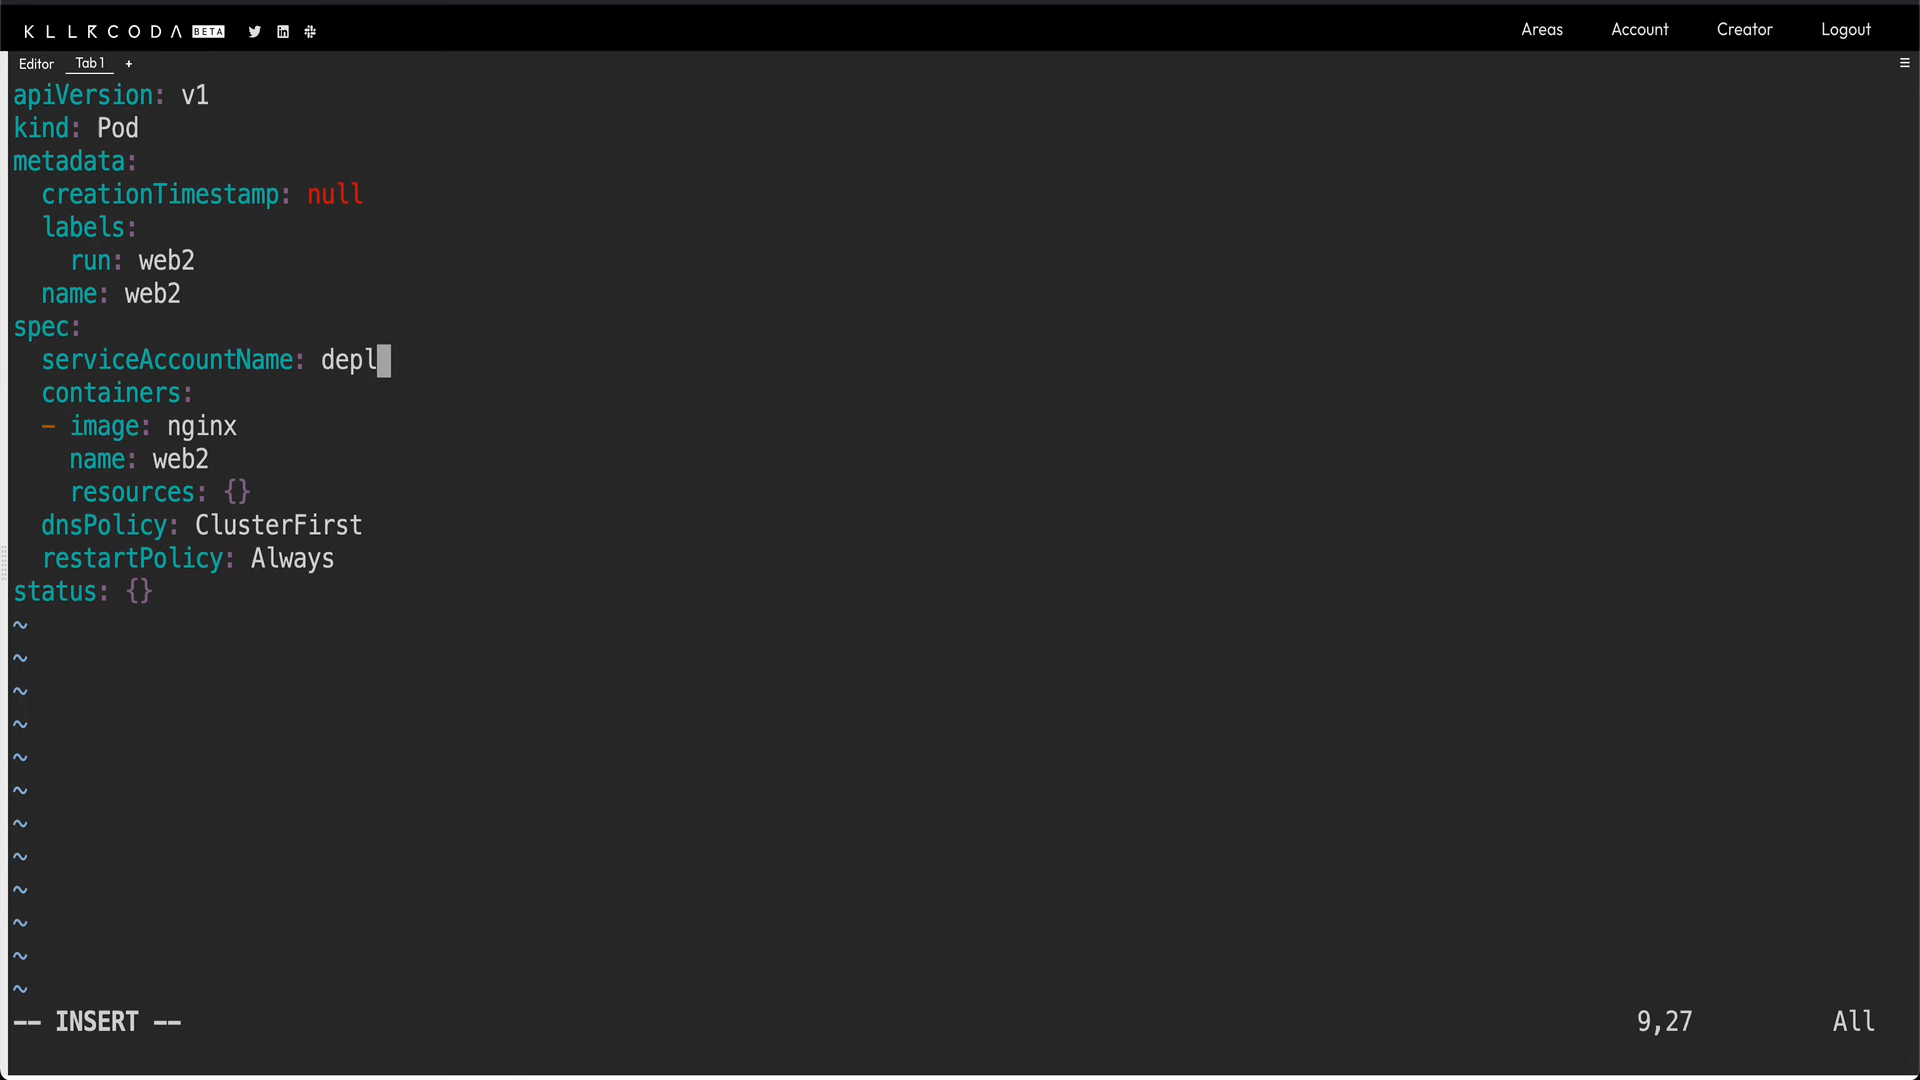 KLLRCODA BETA
Areas Account Creator Logout
Editor Tab 1 +
apiVersion: v1
kind: Pod
metadata:
  creationTimestamp: null
  labels:
    run: web2
  name: web2
spec:
  serviceAccountName: depl
  containers:
  - image: nginx
    name: web2
    resources: {}
  dnsPolicy: ClusterFirst
  restartPolicy: Always
status: {}
~
~
~
~
~
~
~
~
~
~
~
~
-- INSERT -- 9,27 All